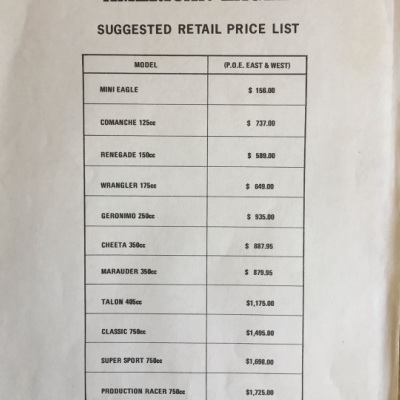 SUGGESTED RETAIL PRICE LIST
MODEL (P.O.E. EAST & WEST)
MINI EAGLE $ 156.00
COMANCHE 125cc $ 737.00
RENEGADE 150cc $ 589.00
WRANGLER 175cc $ 649.00
GERONIMO 250cc $ 935.00
CHEETA 350cc $ 887.95
MARAUDER 350cc $ 879.95
TALON 405cc $1,175.00
CLASSIC 750cc $1,495.00
SUPER SPORT 750cc $1,698.00
PRODUCTION RACER 750cc $1,725.00